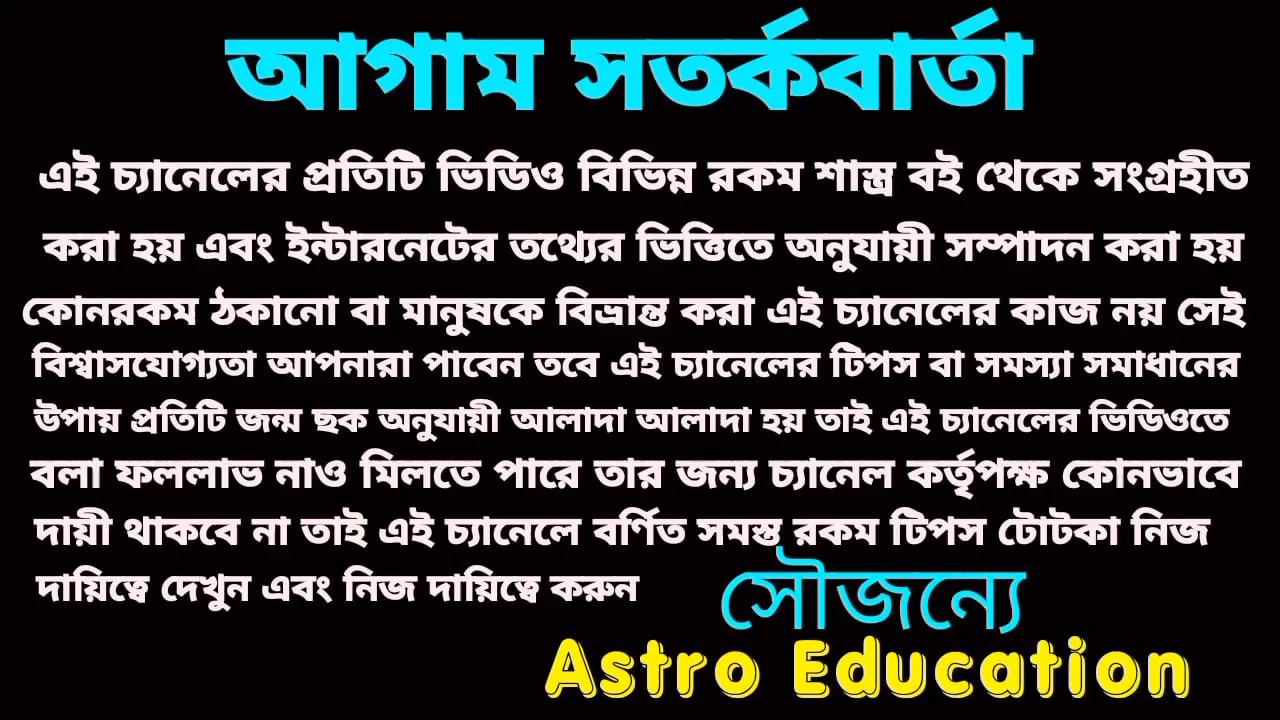 আগাম সতর্কবার্তা
এই চ্যানেলের প্রতিটি ভিডিও বিভিন্ন রকম শাস্ত্র বই থেকে সংগ্রহীত
করা হয় এবং ইন্টারনেটের তথ্যের ভিত্তিতে অনুযায়ী সম্পাদন করা হয়
কোনরকম ঠকানো বা মানুষকে বিভ্রান্ত করা এই চ্যানেলের কাজ নয় সেই
বিশ্বাসযোগ্যতা আপনারা পাবেন তবে এই চ্যানেলের টিপস বা সমস্যা সমাধানের
উপায় প্রতিটি জন্ম ছক অনুযায়ী আলাদা আলাদা হয় তাই এই চ্যানেলের ভিডিওতে
বলা ফললাভ নাও মিলতে পারে তার জন্য চ্যানেল কর্তৃপক্ষ কোনভাবে
দায়ী থাকবে না তাই এই চ্যানেলে বর্ণিত সমস্ত রকম টিপস টোটকা নিজ
দায়িত্বে দেখুন এবং নিজ দায়িত্বে করুন
সৌজন্যে
Astro Education